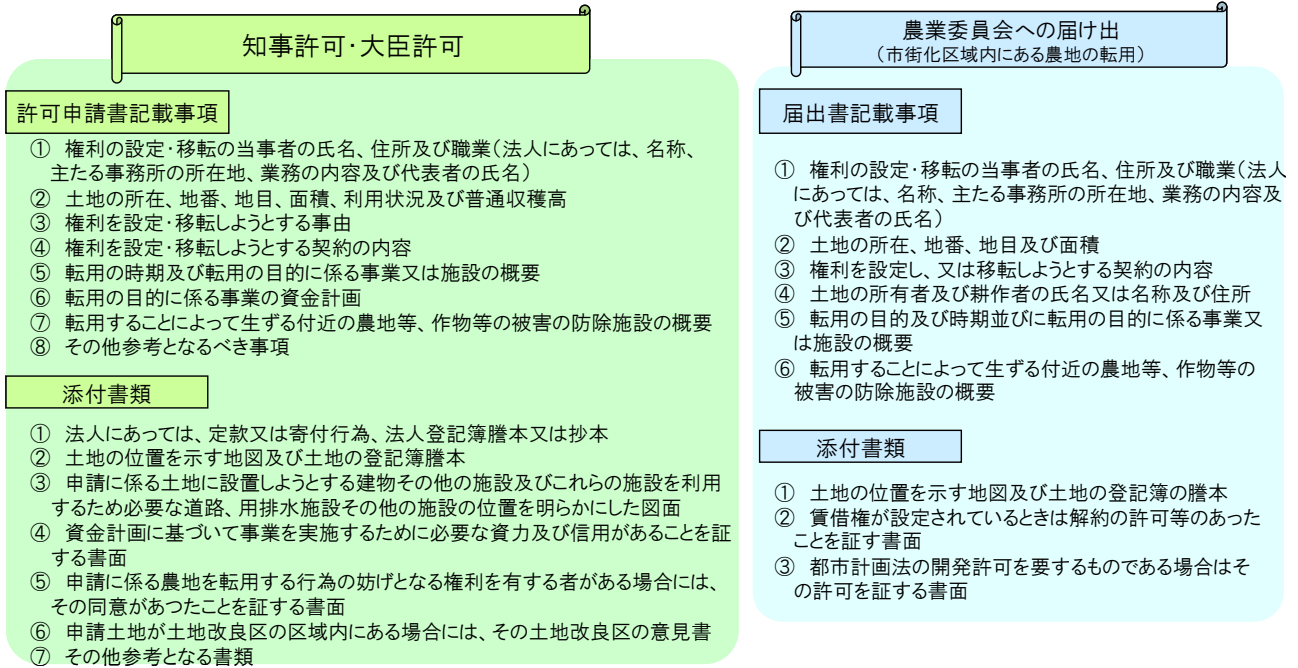 知事許可・大臣許可
許可申請書記載事項
① 権利の設定・移転の当事者の氏名、住所及び職業（法人にあっては、名称、
主たる事務所の所在地、業務の内容及び代表者の氏名）
② 土地の所在、地番、地目、面積、利用状況及び普通収穫高
③ 権利を設定・移転しようとする事由
④ 権利を設定・移転しようとする契約の内容
⑤ 転用の時期及び転用の目的に係る事業又は施設の概要
⑥ 転用の目的に係る事業の資金計画
⑦ 転用することによって生ずる付近の農地等、作物等の被害の防除施設の概要
⑧ その他参考となるべき事項
添付書類
① 法人にあっては、定款又は寄付行為、法人登記簿謄本又は抄本
② 土地の位置を示す地図及び土地の登記簿謄本
③ 申請に係る土地に設置しようとする建物その他の施設及びこれらの施設を利用
するため必要な道路、用排水施設その他の施設の位置を明らかにした図面
④ 資金計画に基づいて事業を実施するために必要な資力及び信用があることを証
する書面
⑤ 申請に係る農地を転用する行為の妨げとなる権利を有する者がある場合には、
その同意があつたことを証する書面
⑥ 申請土地が土地改良区の区域内にある場合には、その土地改良区の意見書
⑦ その他参考となる書類
農業委員会への届け出
（市街化区域内にある農地の転用）
届出書記載事項
① 権利の設定・移転の当事者の氏名、住所及び職業（法人
にあっては、名称、主たる事務所の所在地、業務の内容及
び代表者の氏名）
② 土地の所在、地番、地目及び面積
③ 権利を設定し、又は移転しようとする契約の内容
④ 土地の所有者及び耕作者の氏名又は名称及び住所
⑤ 転用の目的及び時期並びに転用の目的に係る事業又
は施設の概要
⑥ 転用することによって生ずる付近の農地等、作物等の
被害の防除施設の概要
添付書類
① 土地の位置を示す地図及び土地の登記簿の謄本
② 賃借権が設定されているときは解約の許可等のあった
ことを証す書面
③ 都市計画法の開発許可を要するものである場合はそ
の許可を証する書面